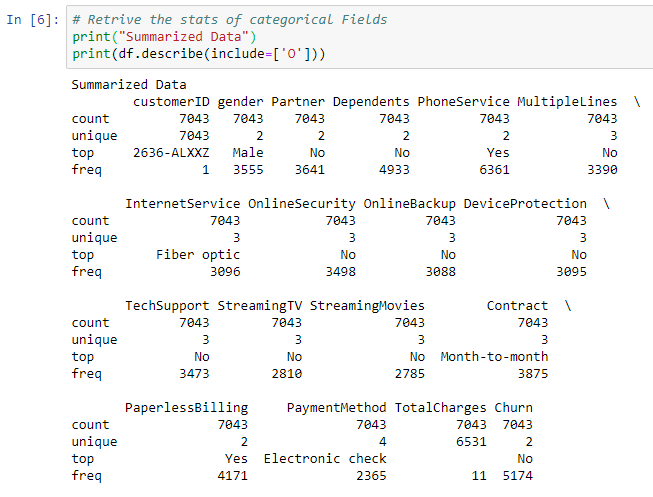 In [6]: # Retrive the stats of categorical Fields
print("Summarized Data")
print(df.describe(include=['O']))
Summarized Data
customerID gender Partner Dependents PhoneService MultipleLines \
count 7043 7043 7043 7043 7043 7043
unique 7043 2 2 2 2 3
top 2636-ALXXZ Male No No Yes No
freq 1 3555 3641 4933 6361 3390
InternetService OnlineSecurity OnlineBackup DeviceProtection \
count 7043 7043 7043 7043
unique 3 3 3 3
top Fiber optic No No No
freq 3096 3498 3088 3095
TechSupport StreamingTV StreamingMovies Contract \
count 7043 7043 7043 7043
unique 3 3 3 3
top No No No Month-to-month
freq 3473 2810 2785 3875
PaperlessBilling PaymentMethod TotalCharges Churn
count 7043 7043 7043 7043
unique 2 4 6531 2
top Yes Electronic check No
freq 4171 2365 11 5174